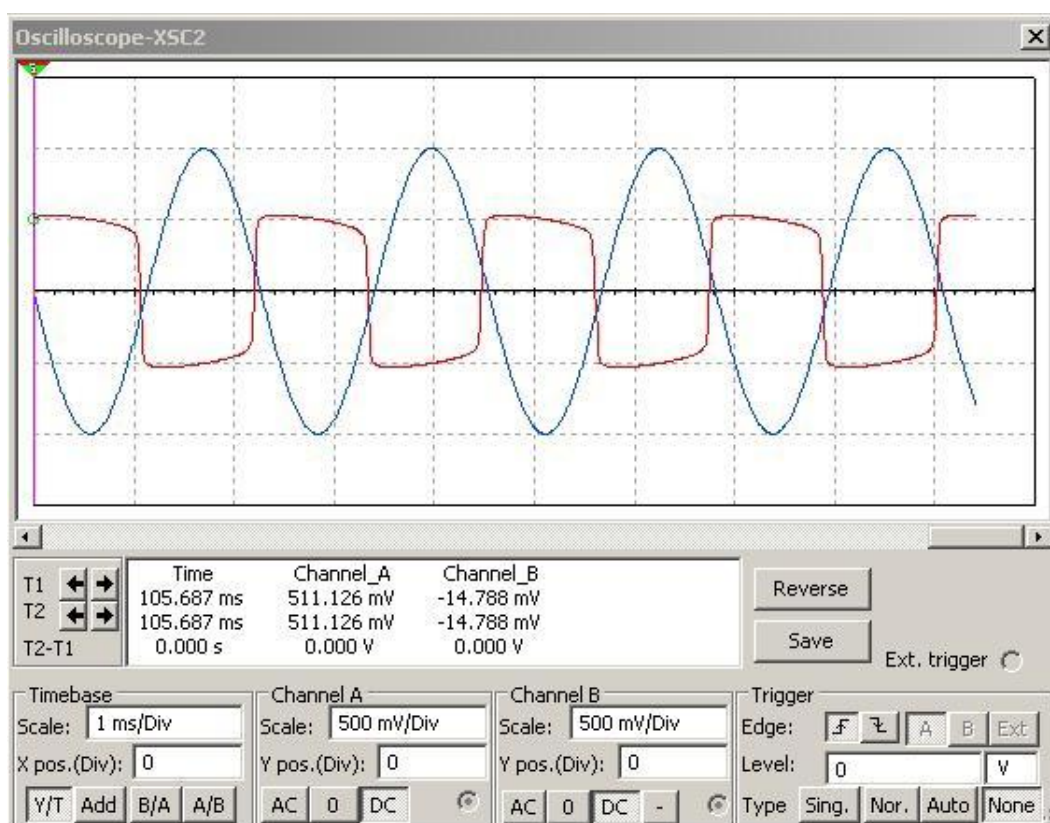 Oscilloscope-XSC2
T1
T2
T2-T1
Time Channel_A Channel_B
105.687 ms 511.126 mV -14.788 mV
105.687 ms 511.126 mV -14.788 mV
0.000 s 0.000 V 0.000 V
Reverse
Save
Ext. trigger
Timebase
Scale: 1 ms/Div
X pos.(Div): 0
Y/T Add B/A A/B
Channel A
Scale: 500 mV/Div
Y pos.(Div): 0
AC 0 DC
Channel B
Scale: 500 mV/Div
Y pos.(Div): 0
AC 0 DC -
Trigger
Edge: A B Ext
Level: 0 V
Type Sing. Nor. Auto None